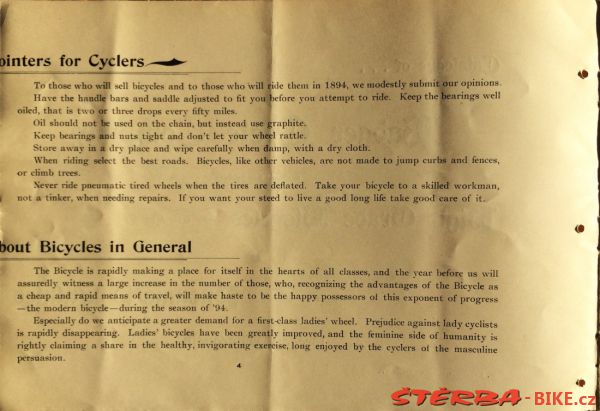 ointers for Cyclers
To those who will sell bicycles and to those who will ride them in 1894, we modestly submit our opinions.
Have the handle bars and saddle adjusted to fit you before you attempt to ride. Keep the bearings well
oiled, that is two or three drops every fifty miles.
Oil should not be used on the chain, but instead use graphite.
Keep bearings and nuts tight and don't let your wheel rattle.
Store away in a dry place and wipe carefully when damp, with a dry cloth.
When riding select the best roads. Bicycles, like other vehicles, are not made to jump curbs and fences,
or climb trees.
Never ride pneumatic tired wheels when the tires are deflated. Take your bicycle to a skilled workman,
not a tinker, when needing repairs. If you want your steed to live a good long life take good care of it.
bout Bicycles in General
The Bicycle is rapidly making a place for itself in the hearts of all classes, and the year before us will
assuredly witness a large increase in the number of those, who, recognizing the advantages of the Bicycle as
a cheap and rapid means of travel, will make haste to be the happy possessors of this exponent of progress
—the modern bicycle—during the season of '94.
Especially do we anticipate a greater demand for a first-class ladies' wheel. Prejudice against lady cyclists
is rapidly disappearing. Ladies' bicycles have been greatly improved, and the feminine side of humanity is
rightly claiming a share in the healthy, invigorating exercise, long enjoyed by the cyclers of the masculine
persuasion.
4
ŠTĚRBA-BIKE.cz